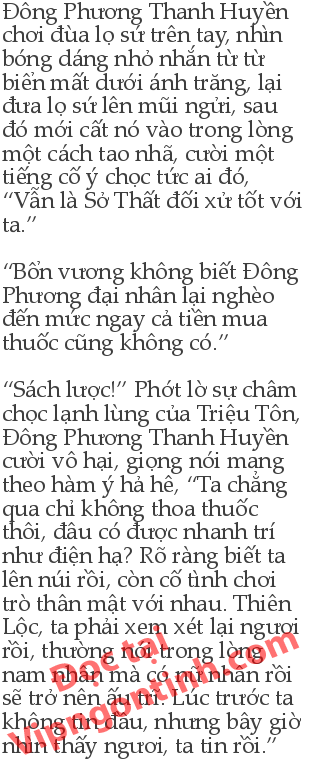 Đông Phương Thanh Huyền
chơi đùa lọ sứ trên tay, nhìn
bóng dáng nhỏ nhắn từ từ
biến mất dưới ánh trăng, lại
đưa lọ sứ lên mũi ngửi, sau
đó mới cất nó vào trong lòng
một cách tao nhã, cười một
tiếng cố ý chọc tức ai đó,
“Vẫn là Sở Thất đối xử tốt với
ta.”
“Bổn vương không biết Đông
Phương đại nhân lại nghèo
đến mức ngay cả tiền mua
thuốc cũng không có.”
“Sách lược!” Phớt lờ sự châm
chọc lạnh lùng của Triệu Tôn,
Đông Phương Thanh Huyền
cười vô hại, giọng nói mang
theo hàm ý hả hê, “Ta chẳng
qua chỉ không thoa thuốc
thôi, đâu có được nhanh trí
như điện hạ? Rõ ràng biết ta
lên núi rồi, còn cố tình chơi
trò thân mật với nhau. Thiên
Lộc, ta phải xem xét lại ngươi
rồi, thường nói trong lòng
nam nhân mà có nữ nhân rồi
sẽ trở nên ấu trĩ. Lúc trước ta
không tin đâu, nhưng bây giờ
nhìn thấy ngươi, ta tin rồi.”
Đọc tại
Vipngontinh.com